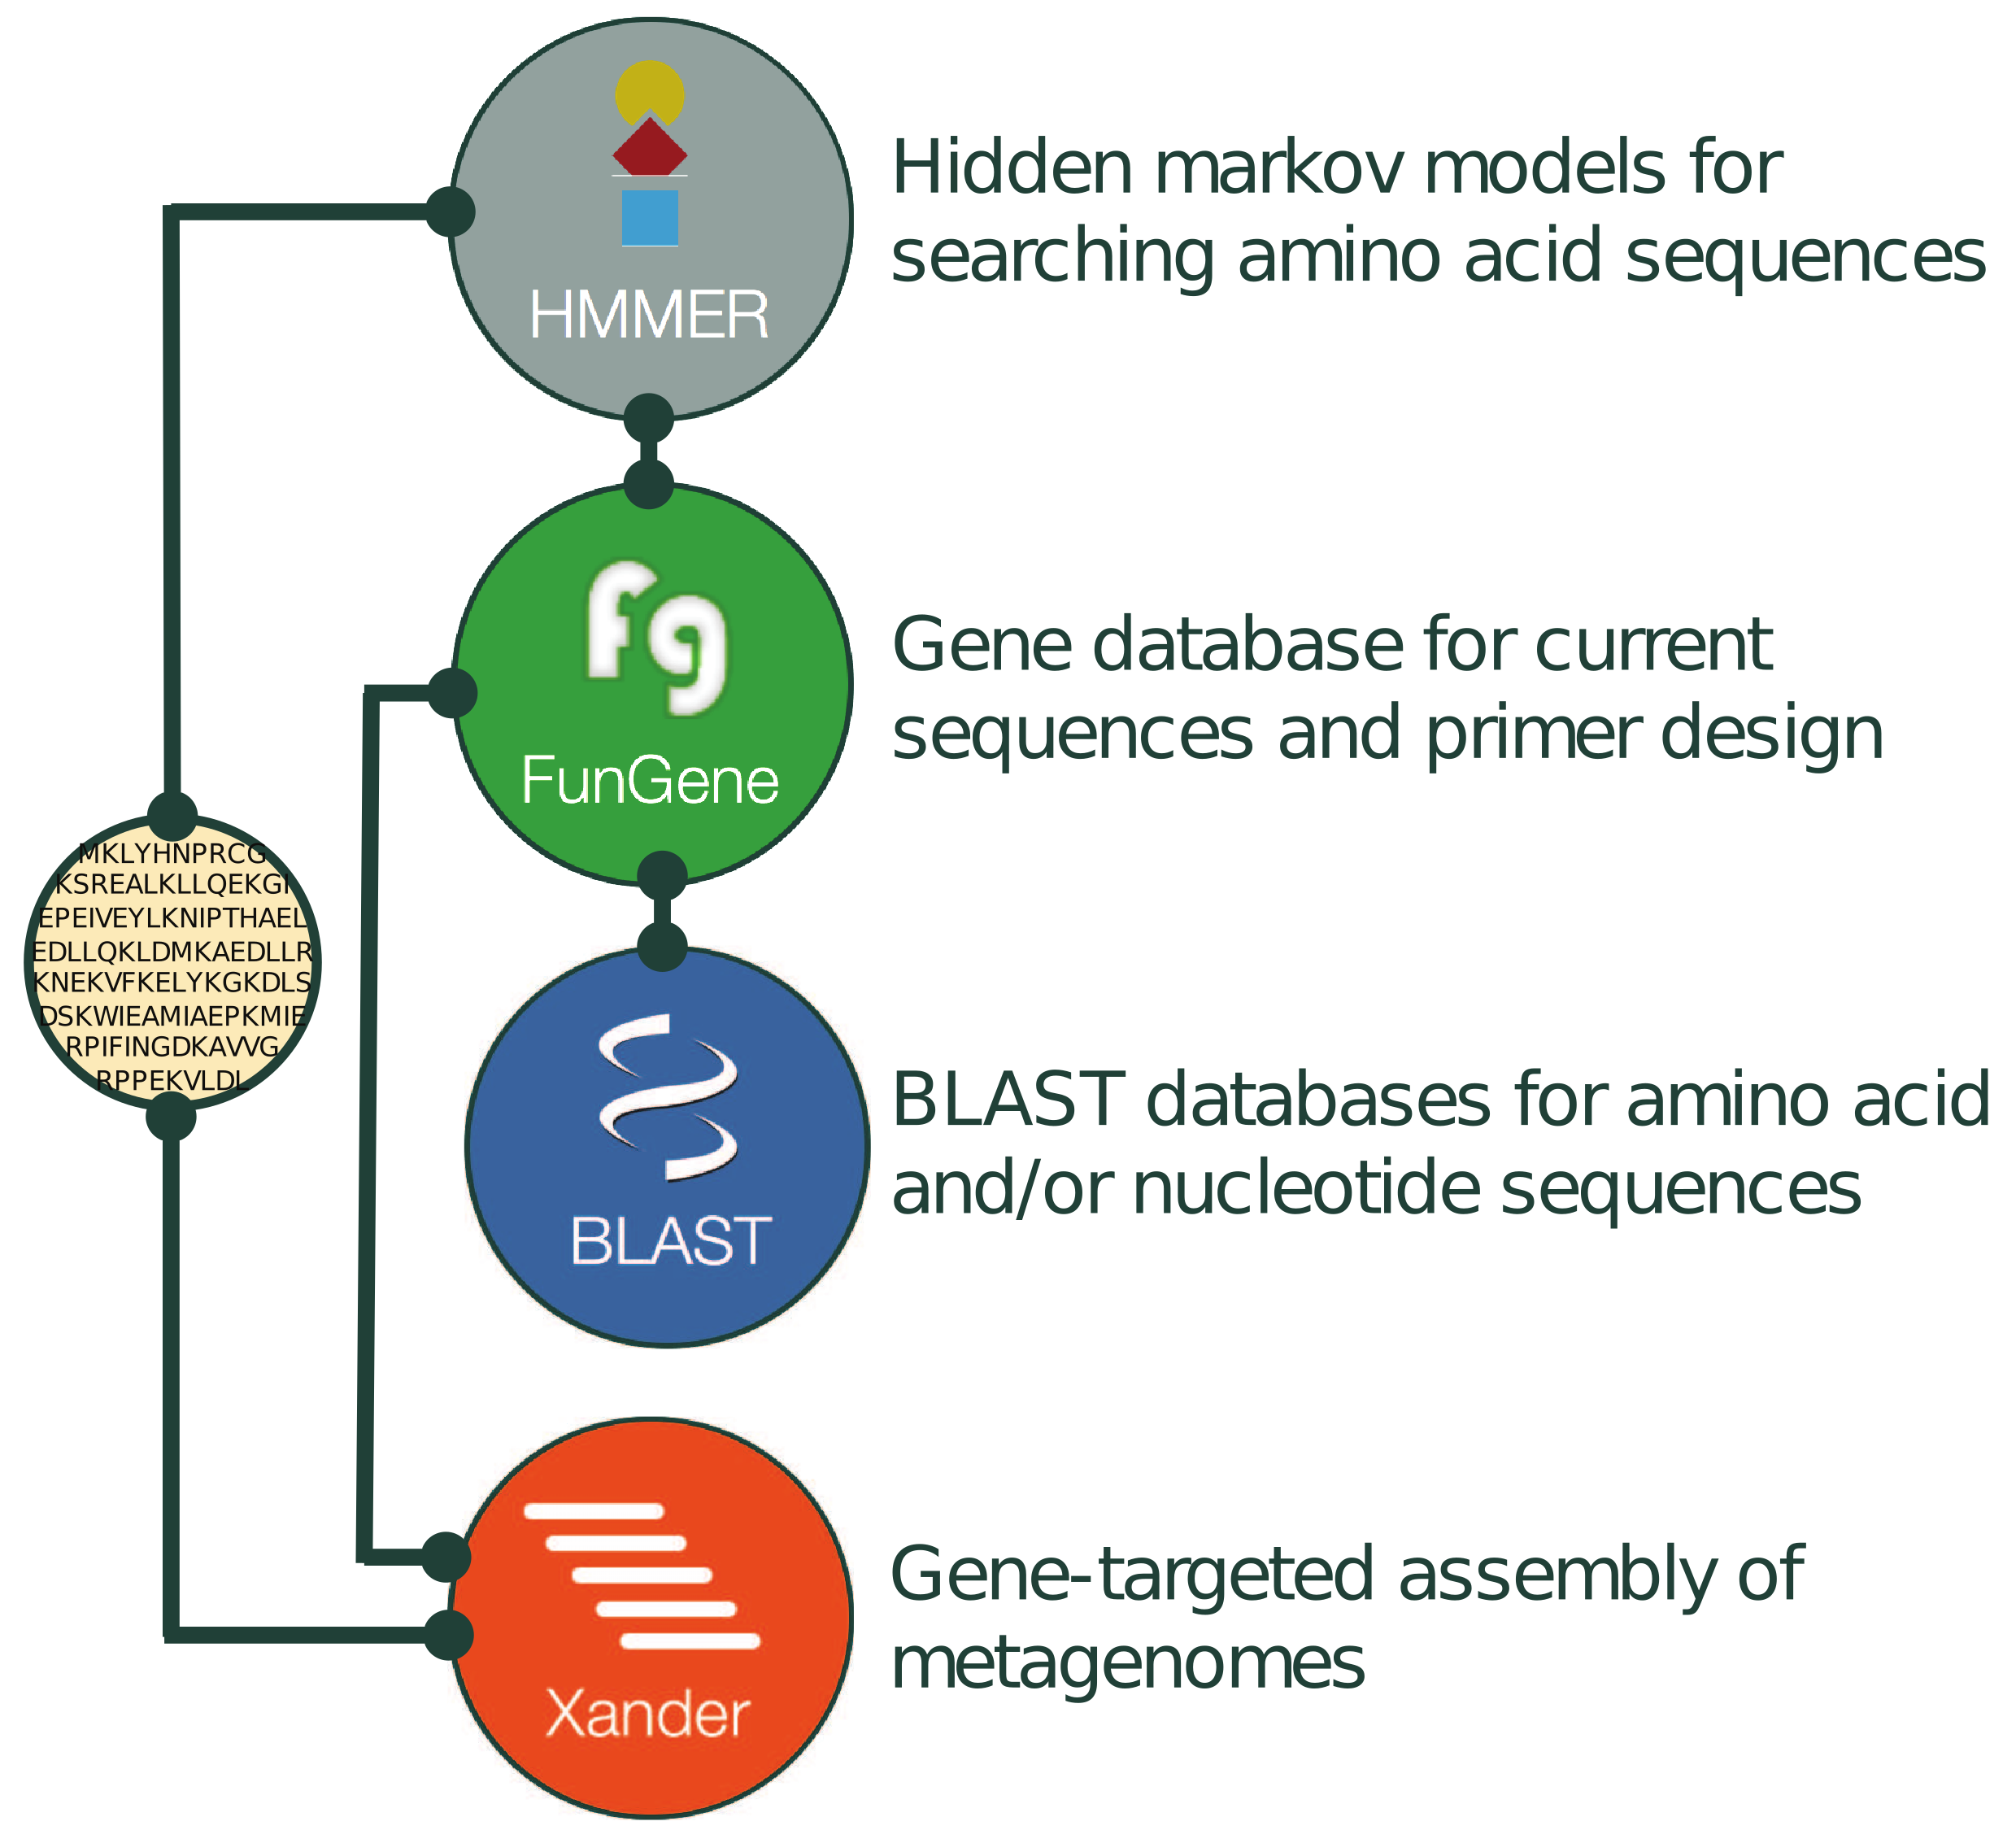 HMMER
Hidden markov models for
searching amino acid sequences
fg
FunGene
Gene database for current
sequences and primer design
MKLYHNPRCG
KSREALKLLQEKGI
EPEIVEYLKNIPTHAEL
EDLLQKLDMKAEDLLR
KNEKVFKELYKGKDLS
DSKWIEAMIAEPKMIE
RPIFINGDKAVVG
RPPEKVLDL
BLAST
BLAST databases for amino acid
and/or nucleotide sequences
Xander
Gene-targeted assembly of
metagenomes